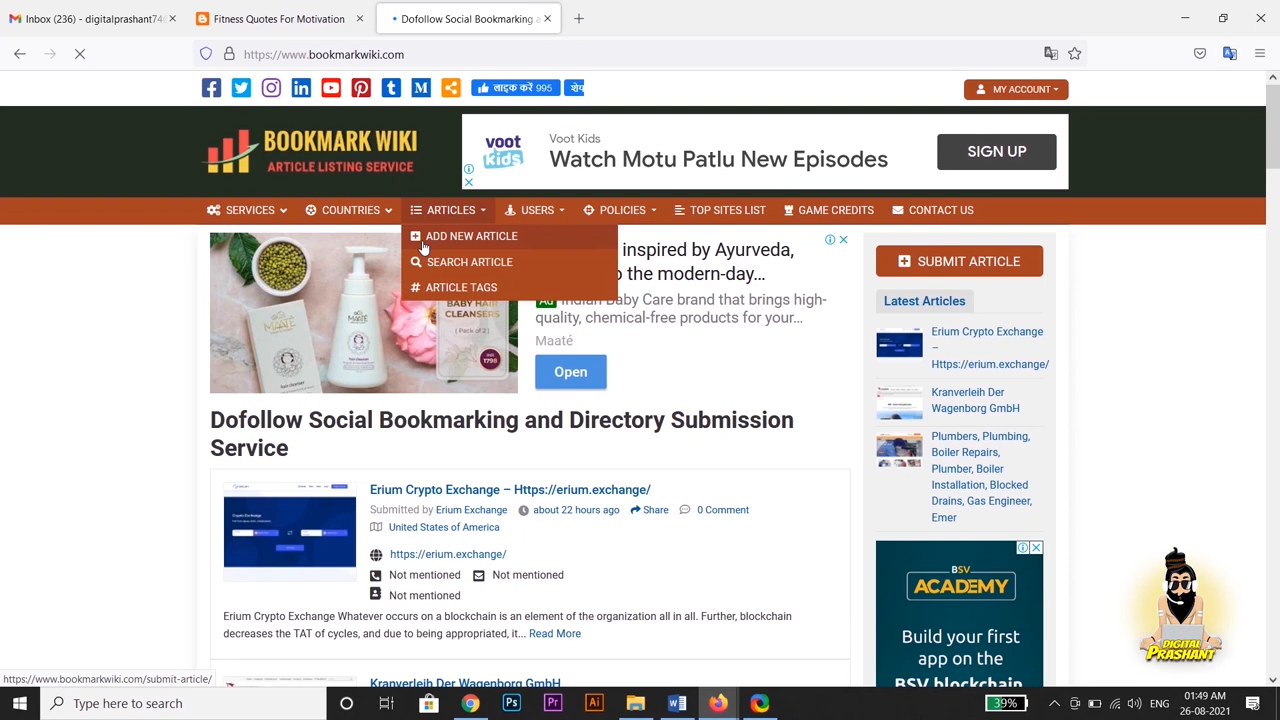 Inbox (236) - digitalprashant74
Fitness Quotes For Motivation
Dofollow Social Bookmarking a
https://www.bookmarkwiki.com
लाइक करें 995
शेय
MY ACCOUNT
BOOKMARK WIKI
ARTICLE LISTING SERVICE
voot kids
Voot Kids
Watch Motu Patlu New Episodes
SIGN UP
SERVICES
COUNTRIES
ARTICLES
USERS
POLICIES
TOP SITES LIST
GAME CREDITS
CONTACT US
ADD NEW ARTICLE
SEARCH ARTICLE
ARTICLE TAGS
inspired by Ayurveda,
o the modern-day...
Ad Indian Baby Care brand that brings high-
quality, chemical-free products for your...
Maaté
Open
BABY HAIR
CLEANSERS
( Pack of 2 )
SUBMIT ARTICLE
Latest Articles
Erium Crypto Exchange
–
Https://erium.exchange/
Kranverleih Der
Wagenborg GmbH
Plumbers, Plumbing,
Boiler Repairs,
Plumber, Boiler
Installation, Blocked
Drains, Gas Engineer,
Emer
Dofollow Social Bookmarking and Directory Submission
Service
Erium Crypto Exchange – Https://erium.exchange/
Submitted by Erium Exchange about 22 hours ago Share 0 Comment
United States of America
https://erium.exchange/
Not mentioned Not mentioned
Not mentioned
Erium Crypto Exchange Whatever occurs on a blockchain is an element of the organization all in all. Further, blockchain
decreases the TAT of cycles, and due to being appropriated, it... Read More
Kranverleih Der Wagenborg GmbH
BSV
ACADEMY
Build your first
app on the
BSV blockchain
DIGITAL
PRASHANT
https://www.bookmarkwiki.com/submit-article/
Type here to search
39%
ENG
01:49 AM
26-08-2021